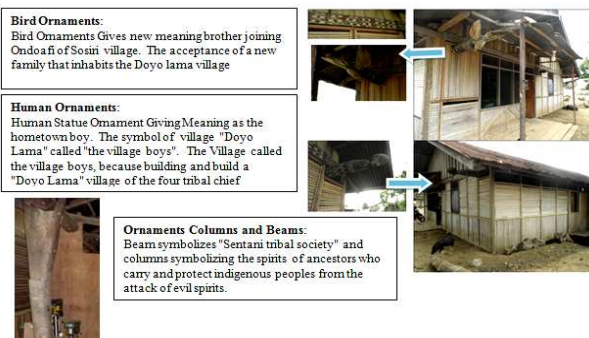 Bird Ornaments:
Bird Ornaments Gives new meaning brother joining
Ondoafi of Sosiri village. The acceptance of a new
family that inhabits the Doyo lama village
Human Ornaments:
Human Statue Ornament Giving Meaning as the
hometown boy. The symbol of village "Doyo
Lama" called "the village boys". The Village called
the village boys, because building and build a
"Doyo Lama" village of the four tribal chief
Ornaments Columns and Beams:
Beam symbolizes "Sentani tribal society" and
columns symbolizing the spirits of ancestors who
carry and protect indigenous peoples from the
attack of evil spirits.